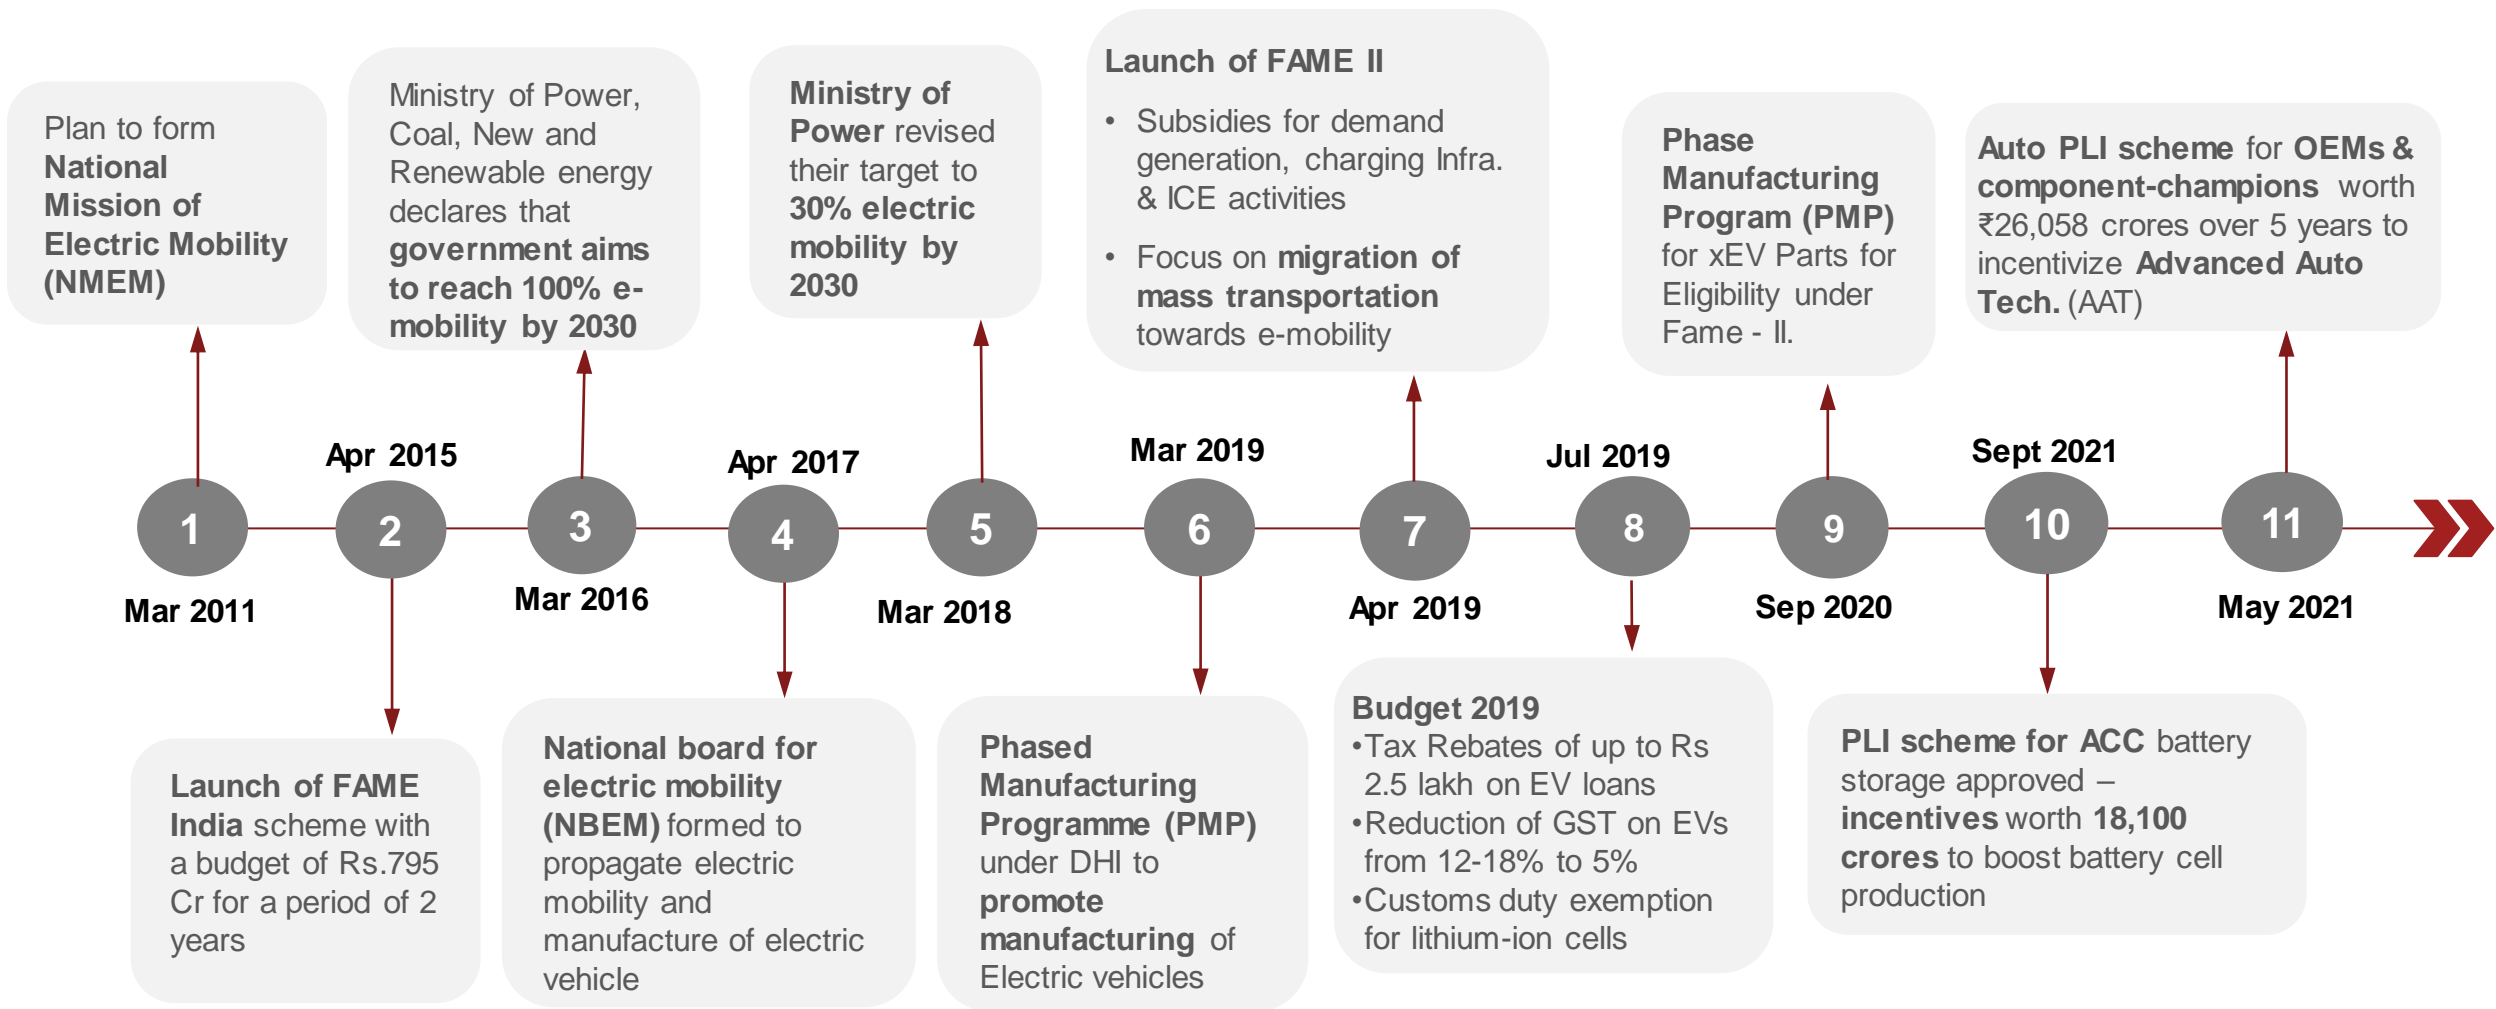 Plan to form
National
Mission of
Electric Mobility
(NMEM)
Ministry of Power,
Coal, New and
Renewable energy
declares that
government aims
to reach 100% e-
mobility by 2030
Ministry of
Power revised
their target to
30% electric
mobility by
2030
Launch of FAME II
• Subsidies for demand
generation, charging Infra.
& ICE activities
• Focus on migration of
mass transportation
towards e-mobility
Phase
Manufacturing
Program (PMP)
for xEV Parts for
Eligibility under
Fame - II.
Auto PLI scheme for OEMs &
component-champions worth
₹26,058 crores over 5 years to
incentivize Advanced Auto
Tech. (AAT)
Apr 2015
Apr 2017
Mar 2019
Jul 2019
Sept 2021
1
2
3
4
5
6
7
8
9
10
11
Mar 2011
Mar 2016
Mar 2018
Apr 2019
Sep 2020
May 2021
Launch of FAME
India scheme with
a budget of Rs.795
Cr for a period of 2
years
National board for
electric mobility
(NBEM) formed to
propagate electric
mobility and
manufacture of electric
vehicle
Phased
Manufacturing
Programme (PMP)
under DHI to
promote
manufacturing of
Electric vehicles
Budget 2019
•Tax Rebates of up to Rs
2.5 lakh on EV loans
•Reduction of GST on EVs
from 12-18% to 5%
•Customs duty exemption
for lithium-ion cells
PLI scheme for ACC battery
storage approved –
incentives worth 18,100
crores to boost battery cell
production